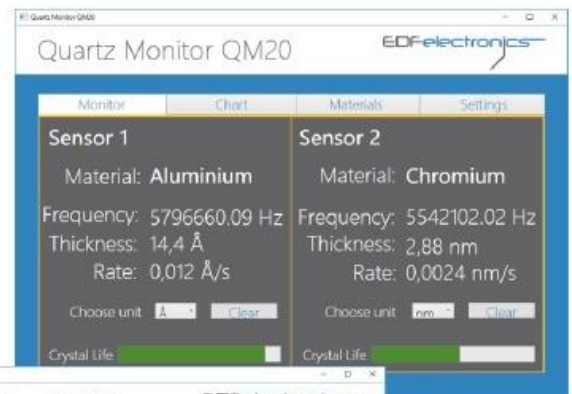 Quartz Monitor QM20
Quartz Monitor QM20
EDFelectronics
Monitor Chart Materials Settings
Sensor 1
Material: Aluminium
Frequency: 5796660.09 Hz
Thickness: 14,4 Å
Rate: 0,012 Å/s
Choose unit Å Clear
Crystal Life
Sensor 2
Material: Chromium
Frequency: 5542102.02 Hz
Thickness: 2,88 nm
Rate: 0,0024 nm/s
Choose unit nm Clear
Crystal Life